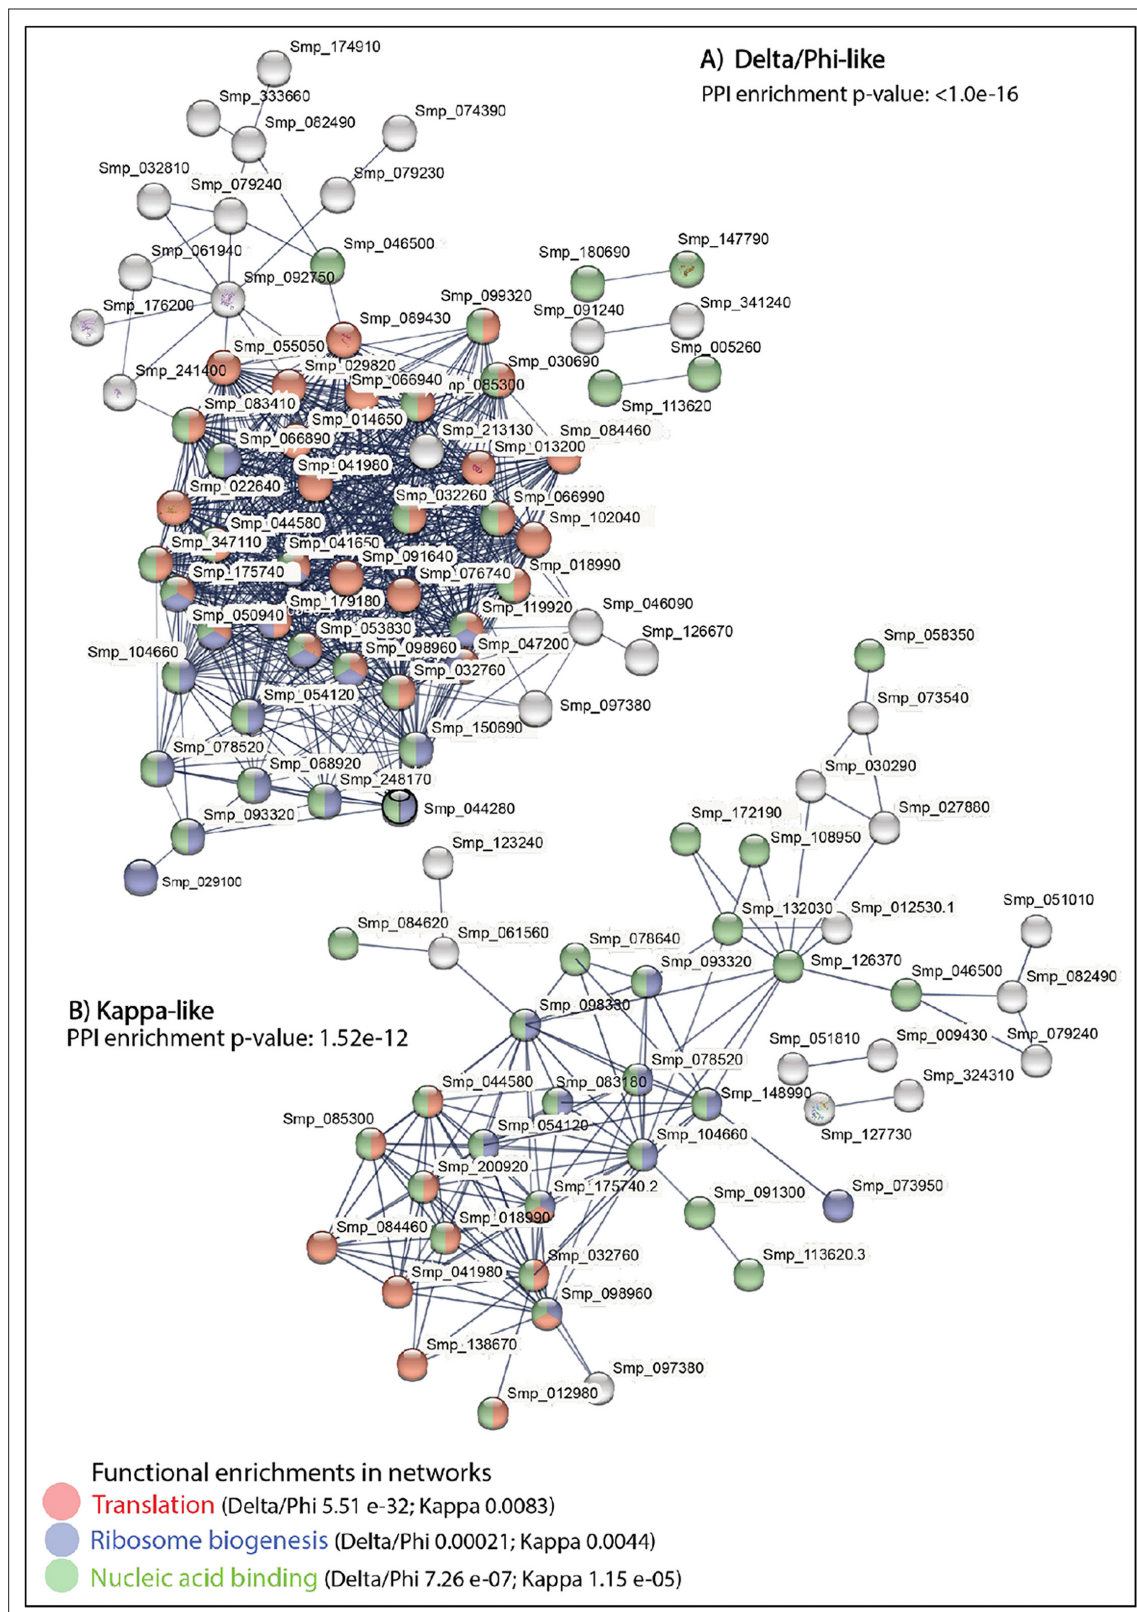 Smp_174910
A) Delta/Phi-like
PPI enrichment p-value: <1.0e-16
Smp_333660
Smp_074390
Smp_082490
Smp_032810
Smp_079230
Smp_079240
Smp_046500
Smp_147790
Smp_180690
Smp_061940
Smp_092750
Smp_176200
Smp_099320
Smp_341240
Smp_091240
Smp_089430
Smp_055050
Smp_005260
Smp_030690
Smp_029820
Smp_241400
Smp_066940
mp_085300
Smp_083410
Smp_113620
Smp_014650
Smp_213130
Smp_084460
Smp_066890
Smp_013200
Smp_041980
Smp_022640
Smp_032260
Smp_066990
Smp_102040
Smp_044580
Smp_347110
Smp_041650
Smp_091640
Smp_018990
Smp_175740
Smp_076740
Smp_179180
Smp_119920
Smp_046090
Smp_050940
Smp_053830
Smp_126670
Smp_104660
Smp_098960
Smp_047200
Smp_032760
Smp_058350
Smp_054120
Smp_097380
Smp_073540
Smp_150690
Smp_078520
Smp_068920
Smp_030290
Smp_248170
Smp_044280
Smp_027880
Smp_093320
Smp_172190
Smp_108950
Smp_123240
Smp_029100
Smp_051010
Smp_132030
Smp_012530.1
Smp_084620
Smp_061560
Smp_078640
Smp_093320
Smp_126370
Smp_046500
Smp_082490
B) Kappa-like
Smp_098330
PPI enrichment p-value: 1.52e-12
Smp_051810
Smp_009430
Smp_079240
Smp_078520
Smp_324310
Smp_044580
Smp_083180
Smp_148990
Smp_085300
Smp_054120
Smp_104660
Smp_127730
Smp_200920
Smp_175740.2
Smp_091300
Smp_073950
Smp_018990
Smp_084460
Smp_032760
Smp_113620.3
Smp_041980
Smp_098960
Smp_138670
Smp_097380
Smp_012980
Functional enrichments in networks
Translation (Delta/Phi 5.51 e-32; Kappa 0.0083)
Ribosome biogenesis (Delta/Phi 0.00021; Kappa 0.0044)
Nucleic acid binding (Delta/Phi 7.26 e-07; Kappa 1.15 e-05)